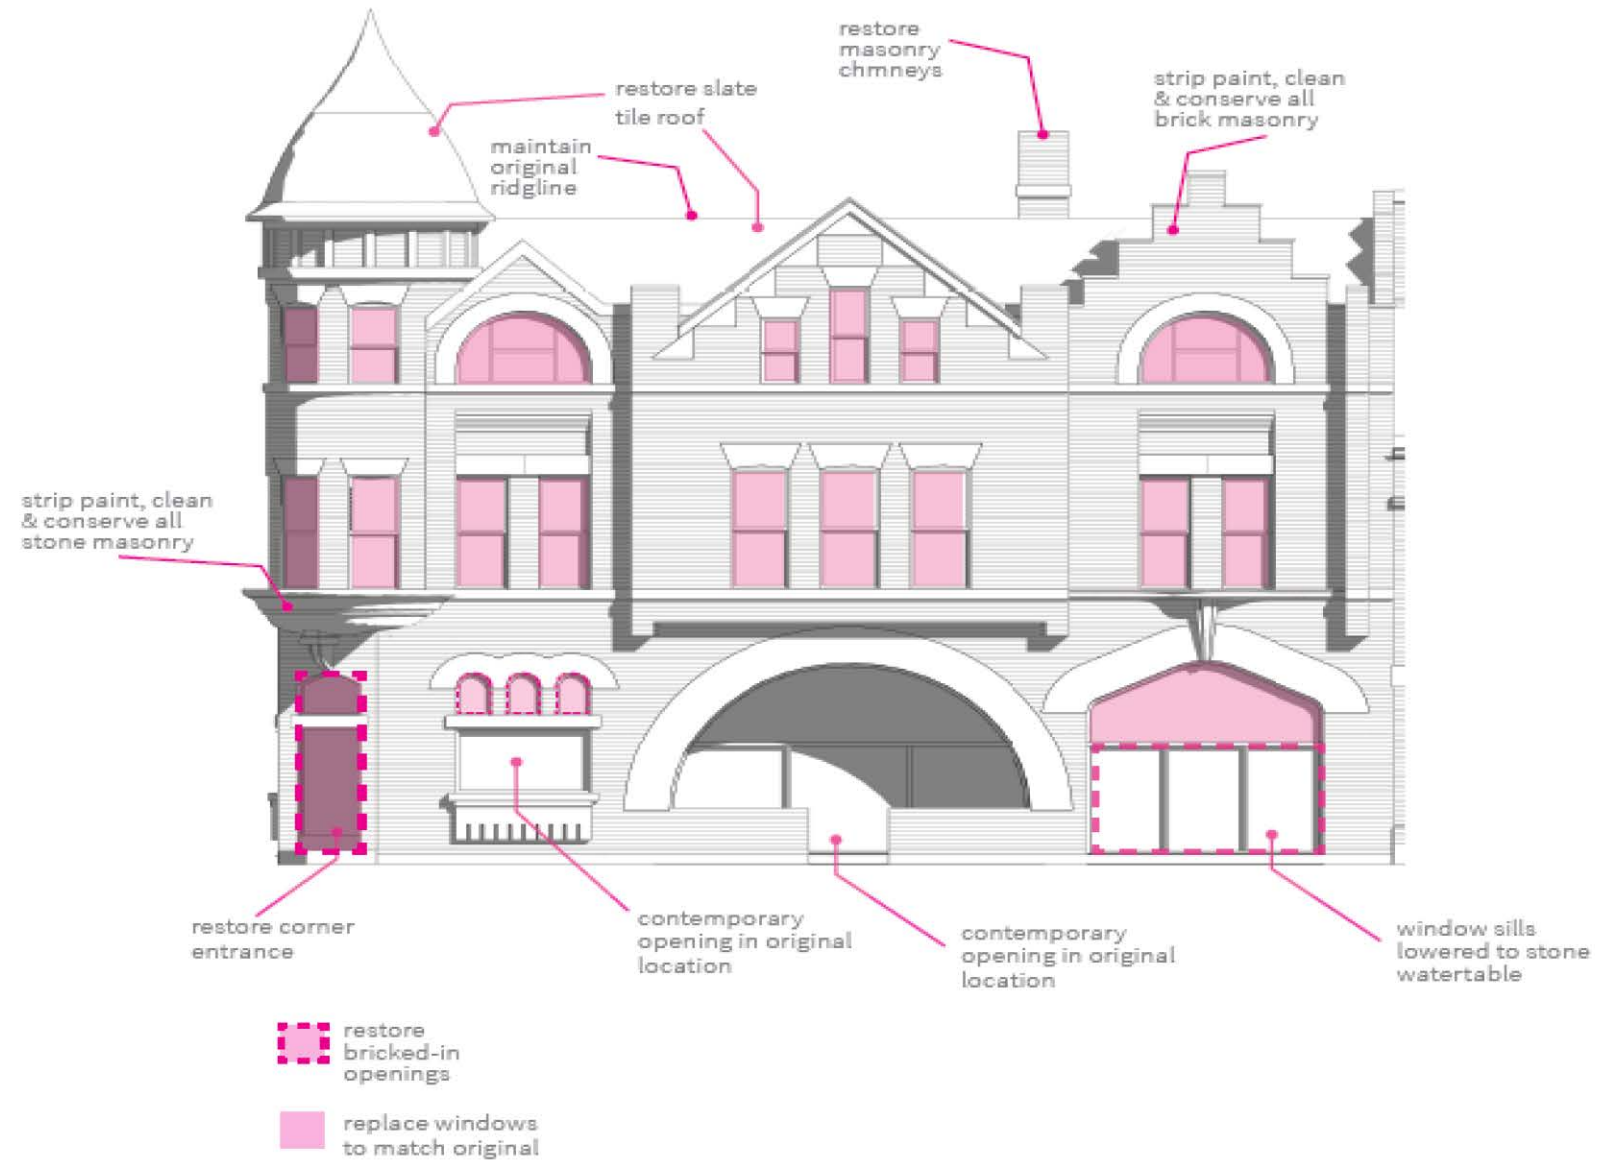 restore
masonry
chmneys
strip paint, clean
& conserve all
brick masonry
restore slate
tile roof
maintain
original
ridgline
strip paint, clean
& conserve all
stone masonry
restore corner
entrance
contemporary
opening in original
location
contemporary
opening in original
location
window sills
lowered to stone
watertable
restore
bricked-in
openings
replace windows
to match original